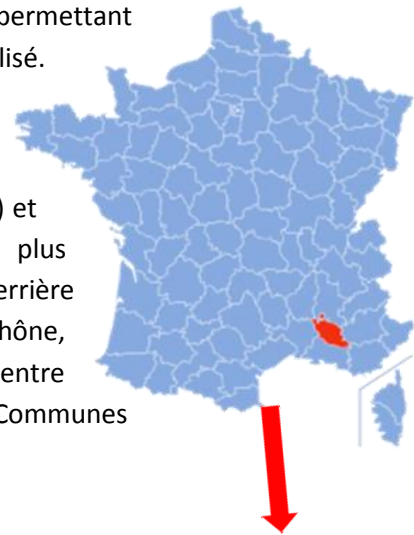 permettant
lisé.
) et
plus
errière
hône,
entre
Communes